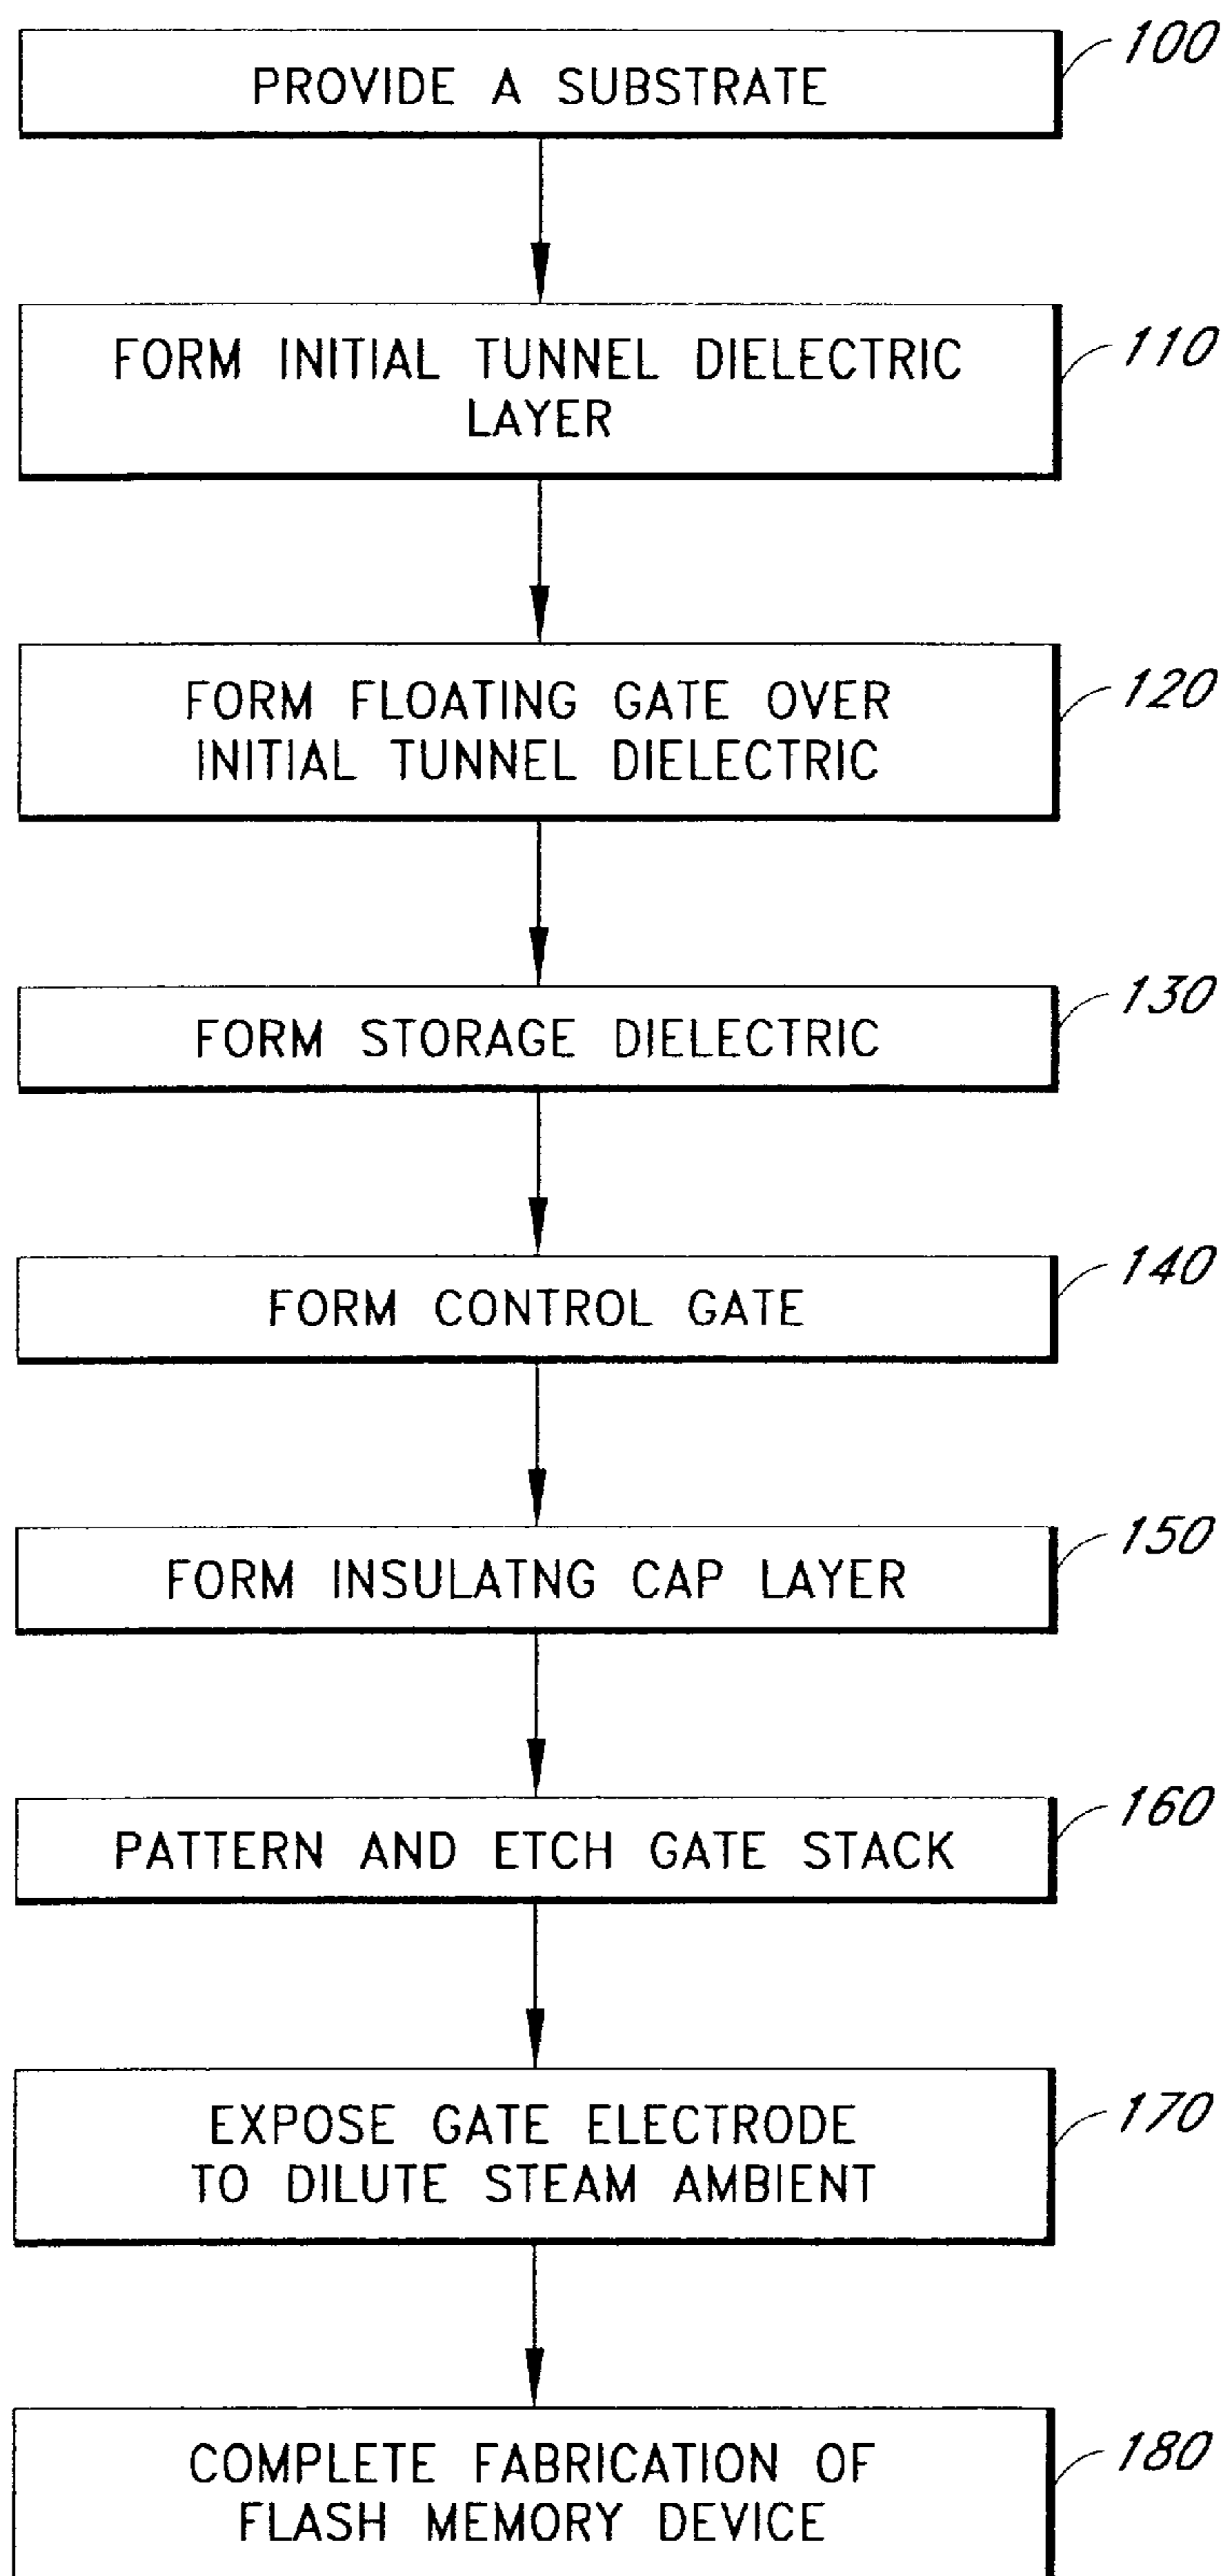 PROVIDE A SUBSTRATE
100
FORM INITIAL TUNNEL DIELECTRIC
LAYER
110
FORM FLOATING GATE OVER
INITIAL TUNNEL DIELECTRIC
120
FORM STORAGE DIELECTRIC
130
FORM CONTROL GATE
140
FORM INSULATNG CAP LAYER
150
PATTERN AND ETCH GATE STACK
160
EXPOSE GATE ELECTRODE
TO DILUTE STEAM AMBIENT
170
COMPLETE FABRICATION OF
FLASH MEMORY DEVICE
180